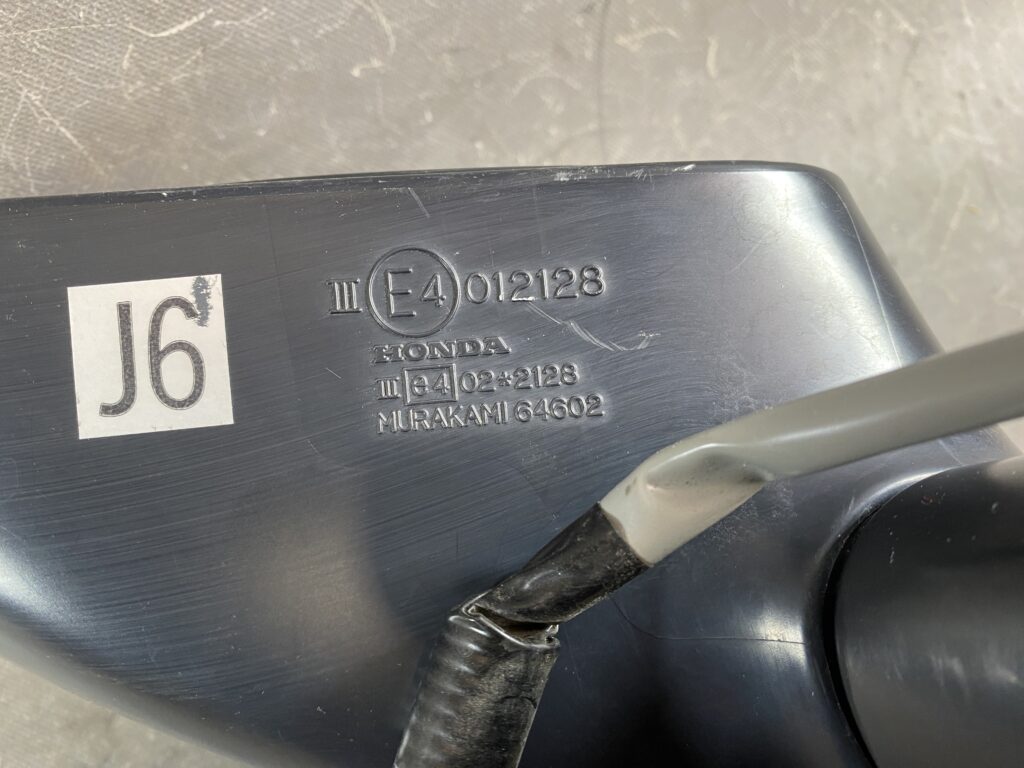 J6
III E4 012128
HONDA
III e4 02*2128
MURAKAMI 64602